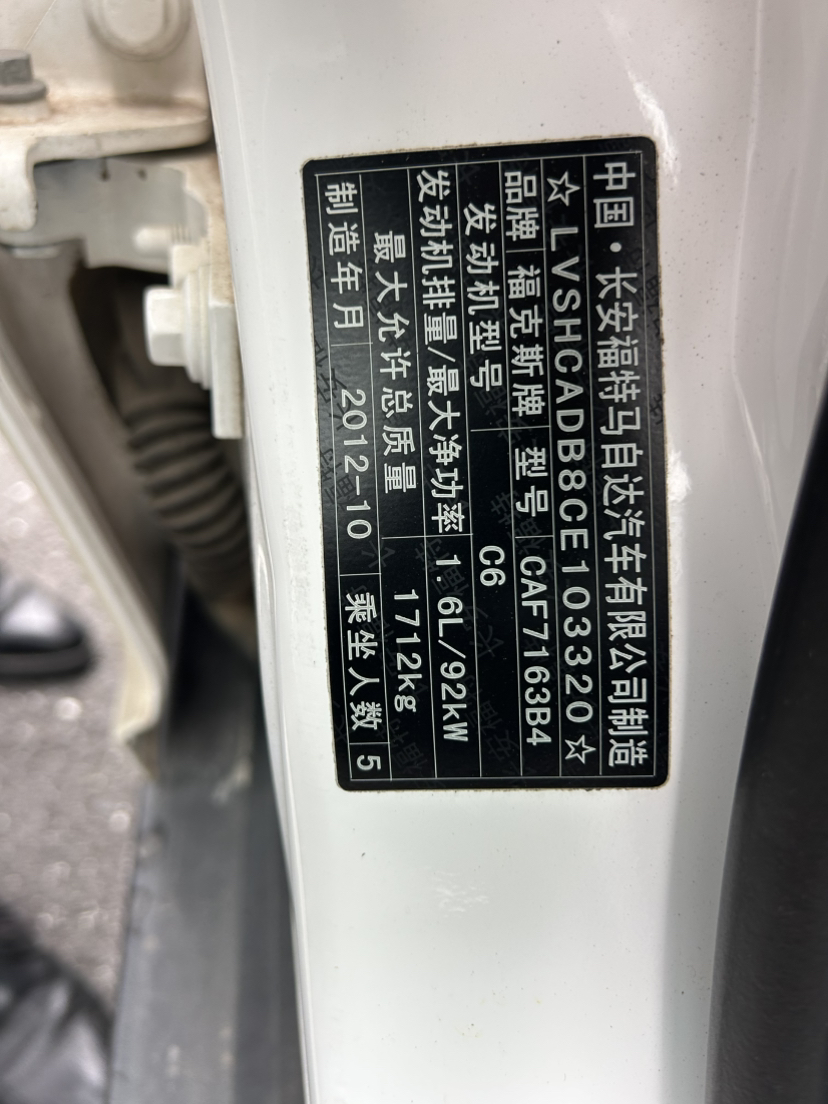 中国·长安福特马自达汽车有限公司制造
☆LVSHCADB8CE103320☆
品牌 福克斯牌 型号 CAF7163B4
发动机型号 C6
发动机排量/最大净功率 1.6L/92kW
最大允许总质量 1712kg
制造年月 2012-10 乘坐人数 5